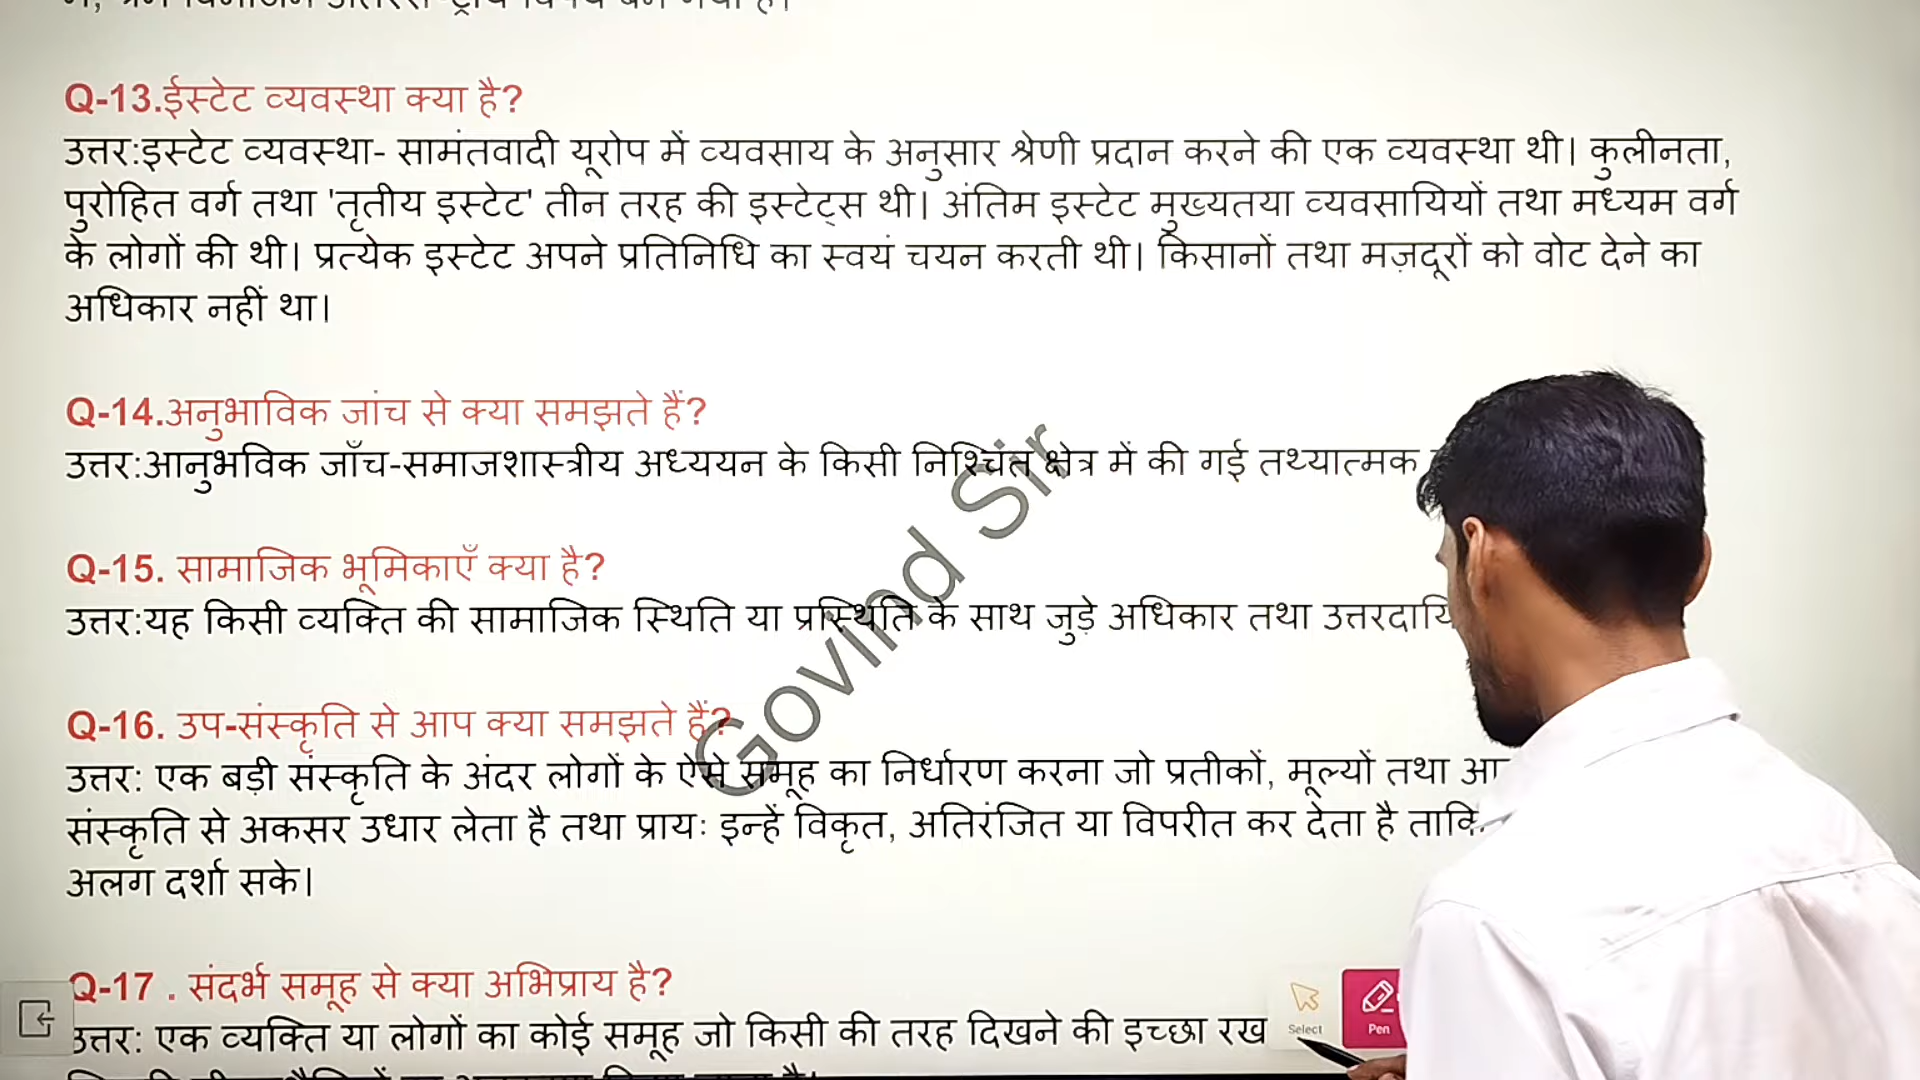 Q-13.ईस्टेट व्यवस्था क्या है?
उत्तर:इस्टेट व्यवस्था- सामंतवादी यूरोप में व्यवसाय के अनुसार श्रेणी प्रदान करने की एक व्यवस्था थी। कुलीनता,
पुरोहित वर्ग तथा 'तृतीय इस्टेट' तीन तरह की इस्टेट्स थी। अंतिम इस्टेट मुख्यतया व्यवसायियों तथा मध्यम वर्ग
के लोगों की थी। प्रत्येक इस्टेट अपने प्रतिनिधि का स्वयं चयन करती थी। किसानों तथा मज़दूरों को वोट देने का
अधिकार नहीं था।
Q-14.अनुभाविक जांच से क्या समझते हैं?
उत्तर:आनुभविक जाँच-समाजशास्त्रीय अध्ययन के किसी निश्चित क्षेत्र में की गई तथ्यात्मक
Q-15. सामाजिक भूमिकाएँ क्या है?
उत्तर:यह किसी व्यक्ति की सामाजिक स्थिति या प्रस्थिति के साथ जुड़े अधिकार तथा
Q-16. उप-संस्कृति से आप क्या समझते हैं?
उत्तर: एक बड़ी संस्कृति के अंदर लोगों के ऐसे समूह का निर्धारण करना जो प्रतीकों, मूल्यों तथा
संस्कृति से अकसर उधार लेता है तथा प्रायः इन्हें विकृत, अतिरंजित या विपरीत कर देता है
अलग दर्शा सके।
Q-17 . संदर्भ समूह से क्या अभिप्राय है?
उत्तर: एक व्यक्ति या लोगों का कोई समूह जो किसी की तरह दिखने की इच्छा रख
Govind Sir
Select
Pen